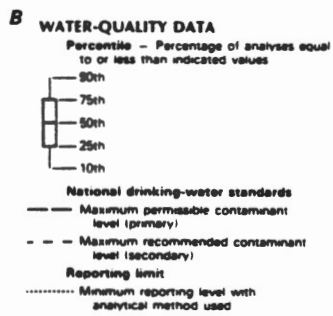 B WATER-QUALITY DATA
Percentile – Percentage of analyses equal
to or less than indicated values
90th
75th
50th
25th
10th
National drinking-water standards
Maximum permissible contaminant
level (primary)
Maximum recommended contaminant
level (secondary)
Reporting limit
Minimum reporting level with
analytical method used